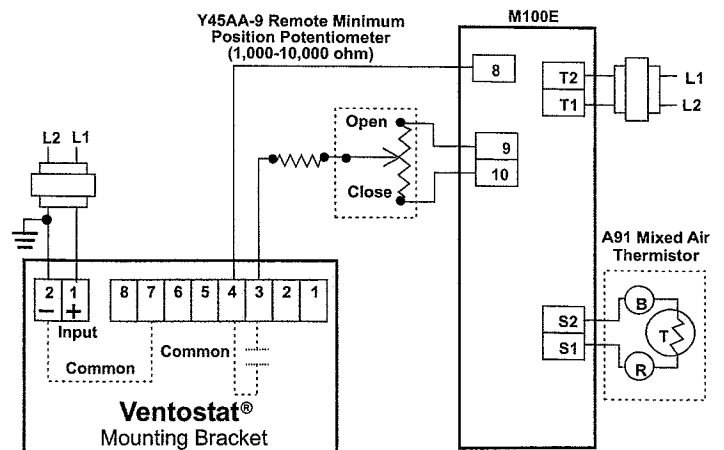 Y45AA-9 Remote Minimum
Position Potentiometer
(1,000-10,000 ohm)
M100E
8
T2
T1
L1
L2
Open
Close
9
10
L2 L1
A91 Mixed Air
Thermistor
B
T
R
S2
S1
2 1
− +
Input
8 7 6 5 4 3 2 1
Common
Common
Ventostat®
Mounting Bracket